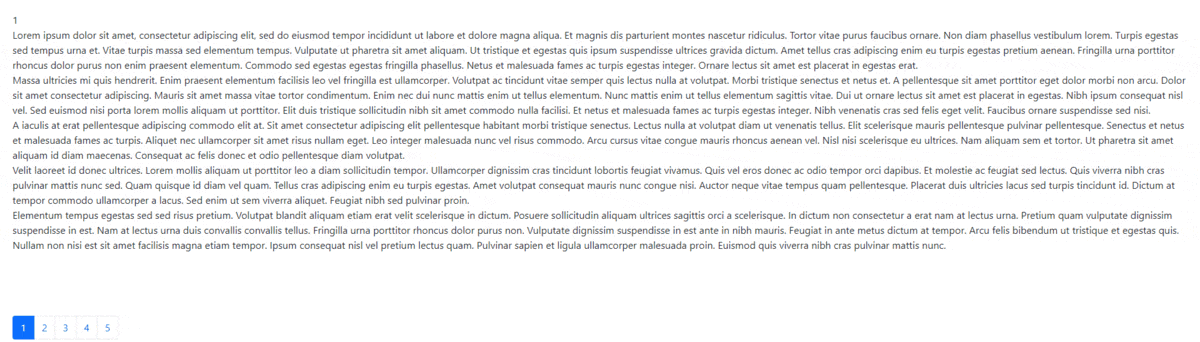 1
Lorem ipsum dolor sit amet, consectetur adipiscing elit, sed do eiusmod tempor incididunt ut labore et dolore magna aliqua. Et magnis dis parturient montes nascetur ridiculus. Tortor vitae purus faucibus ornare. Non diam phasellus vestibulum lorem. Turpis egestas
sed tempus urna et. Vitae turpis massa sed elementum tempus. Vulputate ut pharetra sit amet aliquam. Ut tristique et egestas quis ipsum suspendisse ultrices gravida dictum. Amet tellus cras adipiscing enim eu turpis egestas pretium aenean. Fringilla urna porttitor
rhoncus dolor purus non enim praesent elementum. Commodo sed egestas egestas fringilla phasellus. Netus et malesuada fames ac turpis egestas integer. Ornare lectus sit amet est placerat in egestas erat.
Massa ultricies mi quis hendrerit. Enim praesent elementum facilisis leo vel fringilla est ullamcorper. Volutpat ac tincidunt vitae semper quis lectus nulla at volutpat. Morbi tristique senectus et netus et. A pellentesque sit amet porttitor eget dolor morbi non arcu. Dolor
sit amet consectetur adipiscing. Mauris sit amet massa vitae tortor condimentum. Enim nec dui nunc mattis enim ut tellus elementum. Nunc mattis enim ut tellus elementum sagittis vitae. Dui ut ornare lectus sit amet est placerat in egestas. Nibh ipsum consequat nisl
vel. Sed euismod nisi porta lorem mollis aliquam ut porttitor. Elit duis tristique sollicitudin nibh sit amet commodo nulla facilisi. Et netus et malesuada fames ac turpis egestas integer. Nibh venenatis cras sed felis eget velit. Faucibus ornare suspendisse sed nisi.
A iaculis at erat pellentesque adipiscing commodo elit at. Sit amet consectetur adipiscing elit pellentesque habitant morbi tristique senectus. Lectus nulla at volutpat diam ut venenatis tellus. Elit scelerisque mauris pellentesque pulvinar pellentesque. Senectus et netus
et malesuada fames ac turpis. Aliquet nec ullamcorper sit amet risus nullam eget. Leo integer malesuada nunc vel risus commodo. Arcu cursus vitae congue mauris rhoncus aenean vel. Nisl nisi scelerisque eu ultrices. Nam aliquam sem et tortor. Ut pharetra sit amet
aliquam id diam maecenas. Consequat ac felis donec et odio pellentesque diam volutpat.
Velit laoreet id donec ultrices. Lorem mollis aliquam ut porttitor leo a diam sollicitudin tempor. Ullamcorper dignissim cras tincidunt lobortis feugiat vivamus. Quis vel eros donec ac odio tempor orci dapibus. Et molestie ac feugiat sed lectus. Quis viverra nibh cras
pulvinar mattis nunc sed. Quam quisque id diam vel quam. Tellus cras adipiscing enim eu turpis egestas. Amet volutpat consequat mauris nunc congue nisi. Auctor neque vitae tempus quam pellentesque. Placerat duis ultricies lacus sed turpis tincidunt id. Dictum at
tempor commodo ullamcorper a lacus. Sed enim ut sem viverra aliquet. Feugiat nibh sed pulvinar proin.
Elementum tempus egestas sed sed risus pretium. Volutpat blandit aliquam etiam erat velit scelerisque in dictum. Posuere sollicitudin aliquam ultrices sagittis orci a scelerisque. In dictum non consectetur a erat nam at lectus urna. Pretium quam vulputate dignissim
suspendisse in est. Nam at lectus urna duis convallis convallis tellus. Fringilla urna porttitor rhoncus dolor purus non. Vulputate dignissim suspendisse in est ante in nibh mauris. Feugiat in ante metus dictum at tempor. Arcu felis bibendum ut tristique et egestas quis.
Nullam non nisi est sit amet facilisis magna etiam tempor. Ipsum consequat nisl vel pretium lectus quam. Pulvinar sapien et ligula ullamcorper malesuada proin. Euismod quis viverra nibh cras pulvinar mattis nunc.
1 2 3 4 5